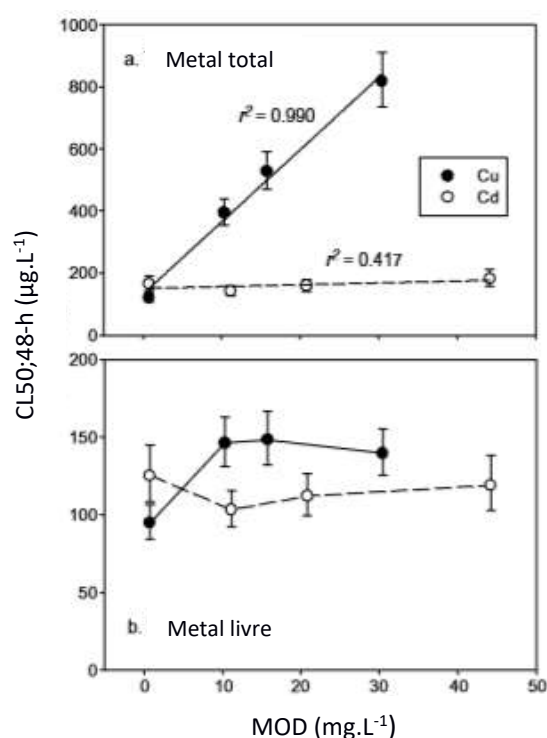 1000
a. Metal total
800
r² = 0.990
600
Cu
Cd
400
r² = 0.417
200
0
CL50;48-h (µg.L⁻¹)
200
150
100
50
b. Metal livre
0
0 10 20 30 40 50
MOD (mg.L⁻¹)